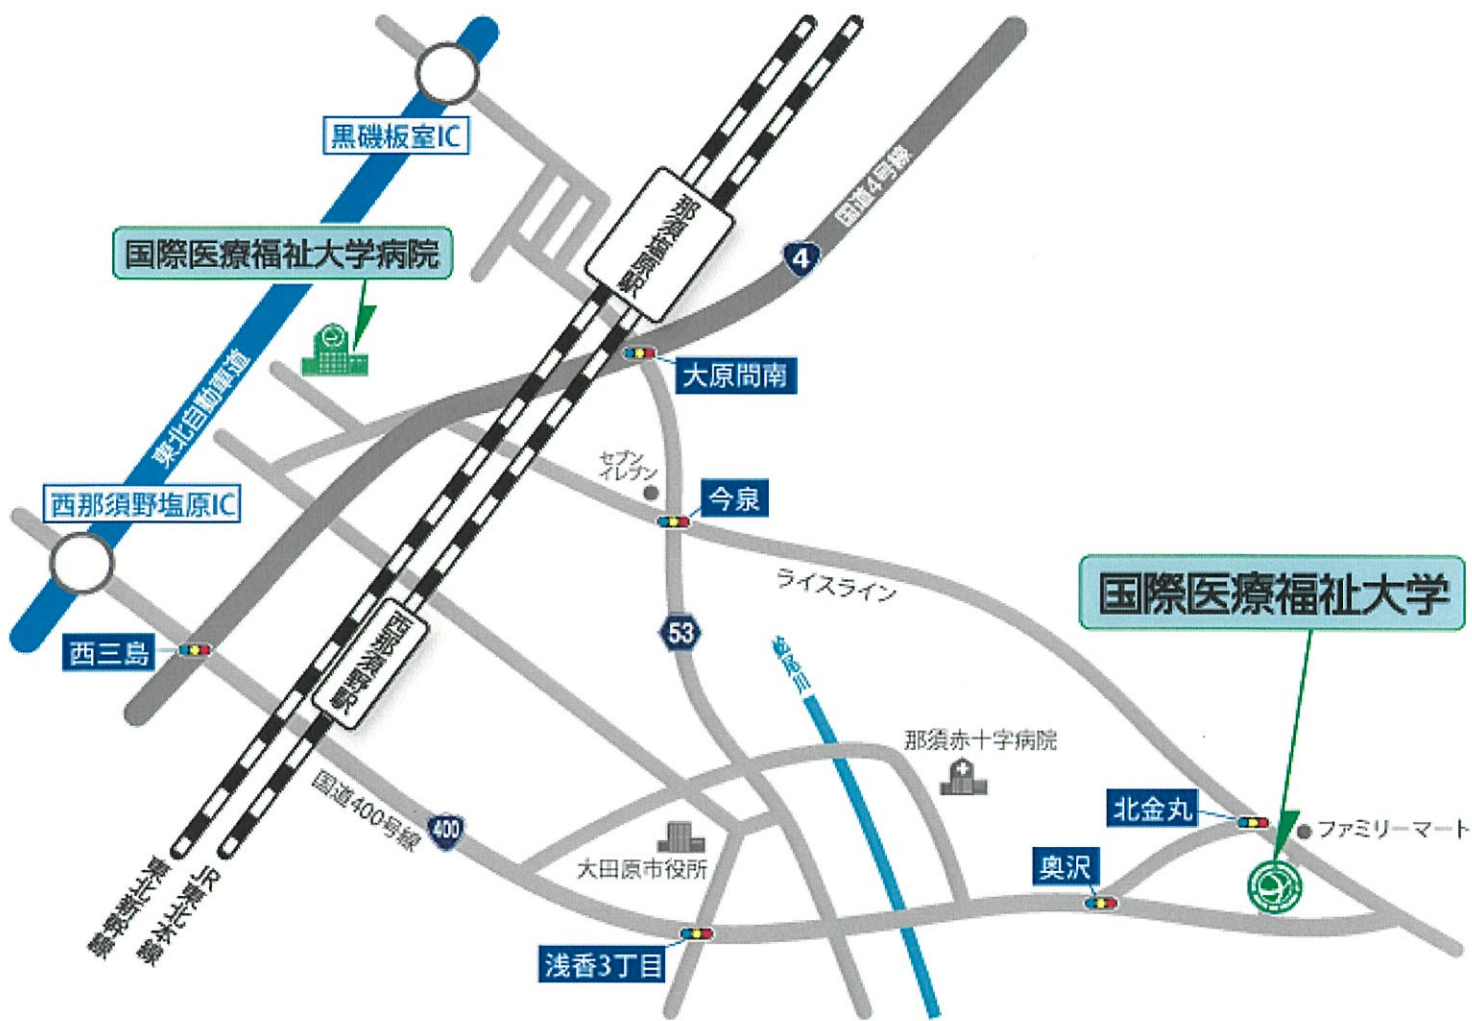 黒磯板室IC
国道4号線
那須塩原駅
4
国際医療福祉大学病院
東北自動車道
大原間南
セブン
イレブン
西那須野塩原IC
今泉
ライスライン
国際医療福祉大学
53
西三島
西那須野駅
蛇尾川
那須赤十字病院
国道400号線
400
北金丸
ファミリーマート
大田原市役所
奥沢
JR東北本線
東北新幹線
浅香3丁目